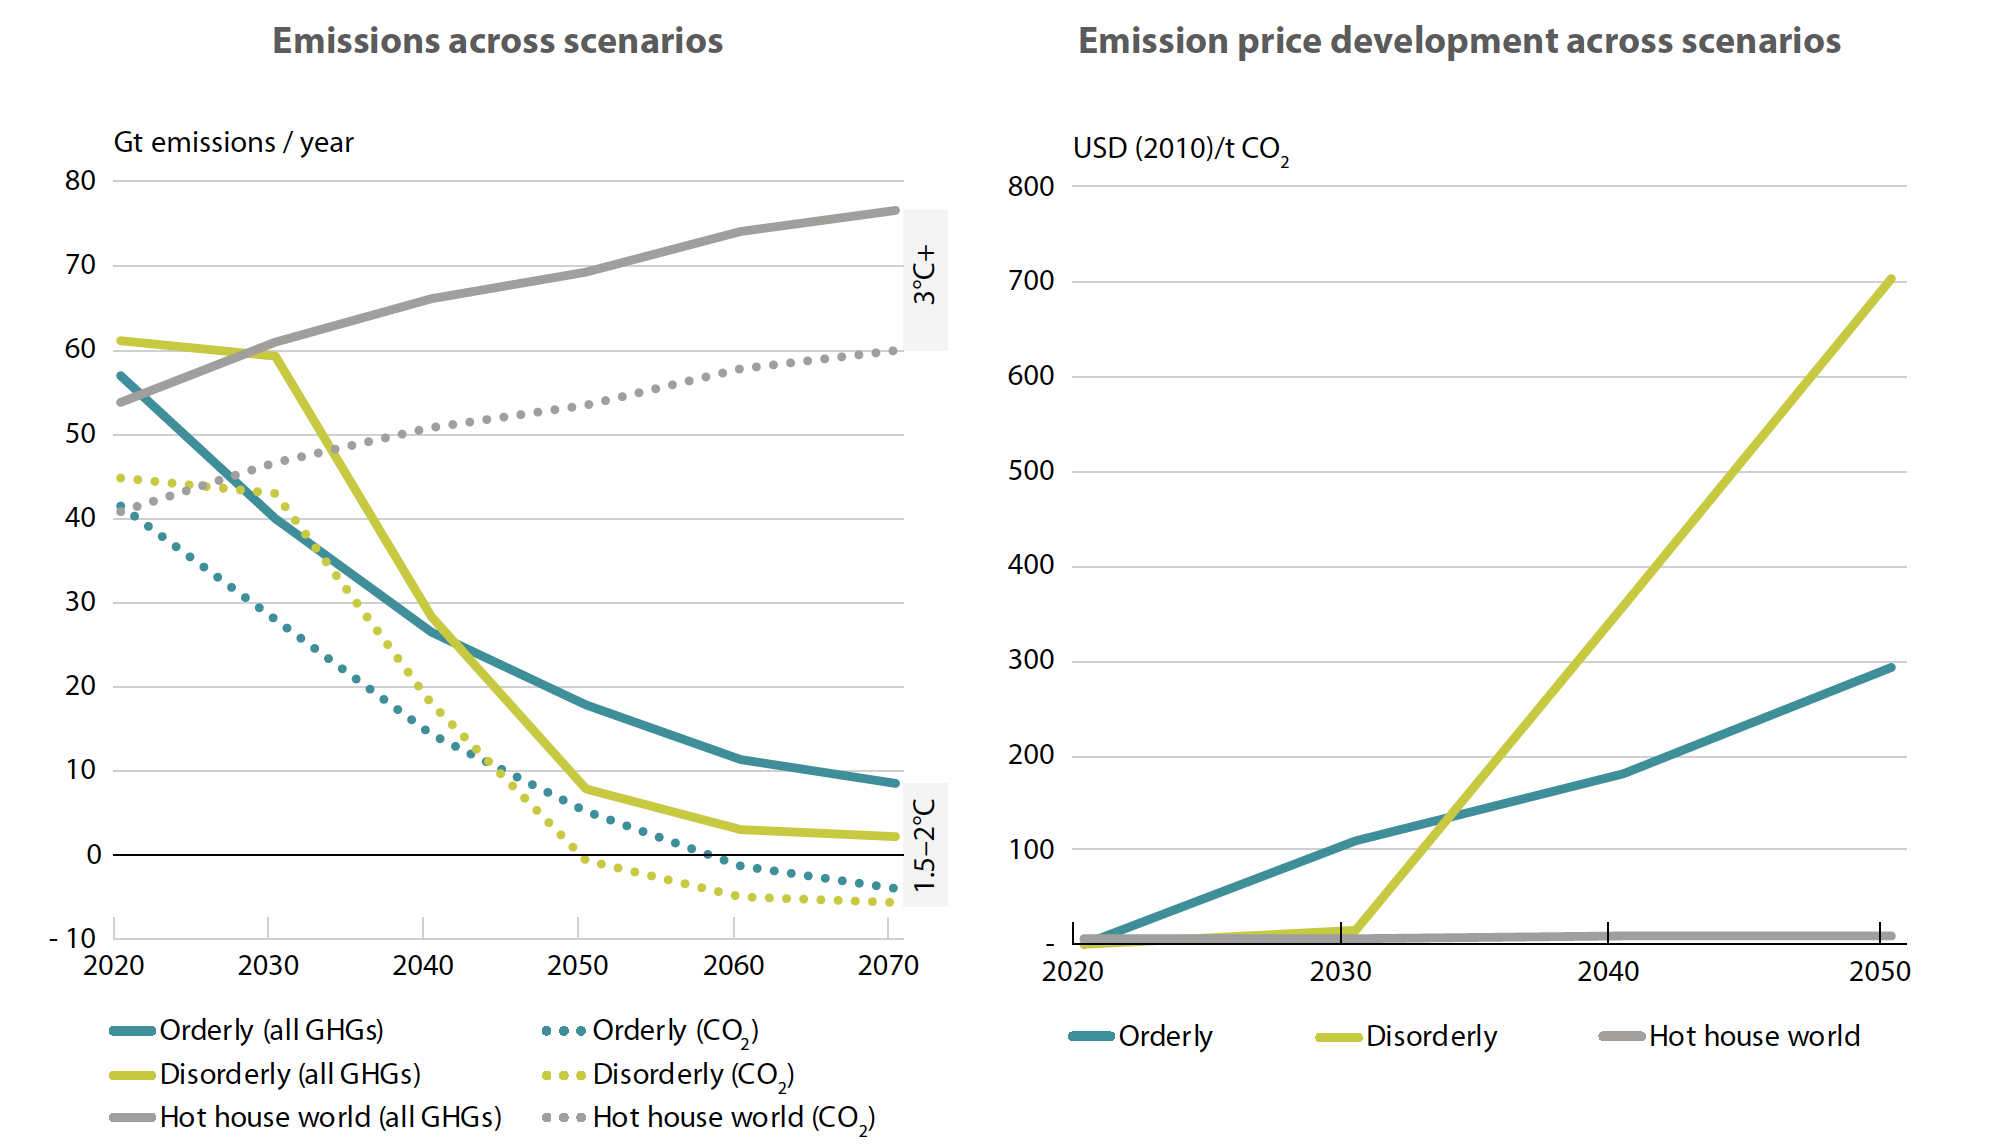 Emissions across scenarios
Gt emissions / year
80
70
60
50
40
30
20
10
0
- 10
2020 2030 2040 2050 2060 2070
3°C+
1.5–2°C
Orderly (all GHGs) Orderly (CO₂)
Disorderly (all GHGs) Disorderly (CO₂)
Hot house world (all GHGs) Hot house world (CO₂)
Emission price development across scenarios
USD (2010)/t CO₂
800
700
600
500
400
300
200
100
-
2020 2030 2040 2050
Orderly Disorderly Hot house world